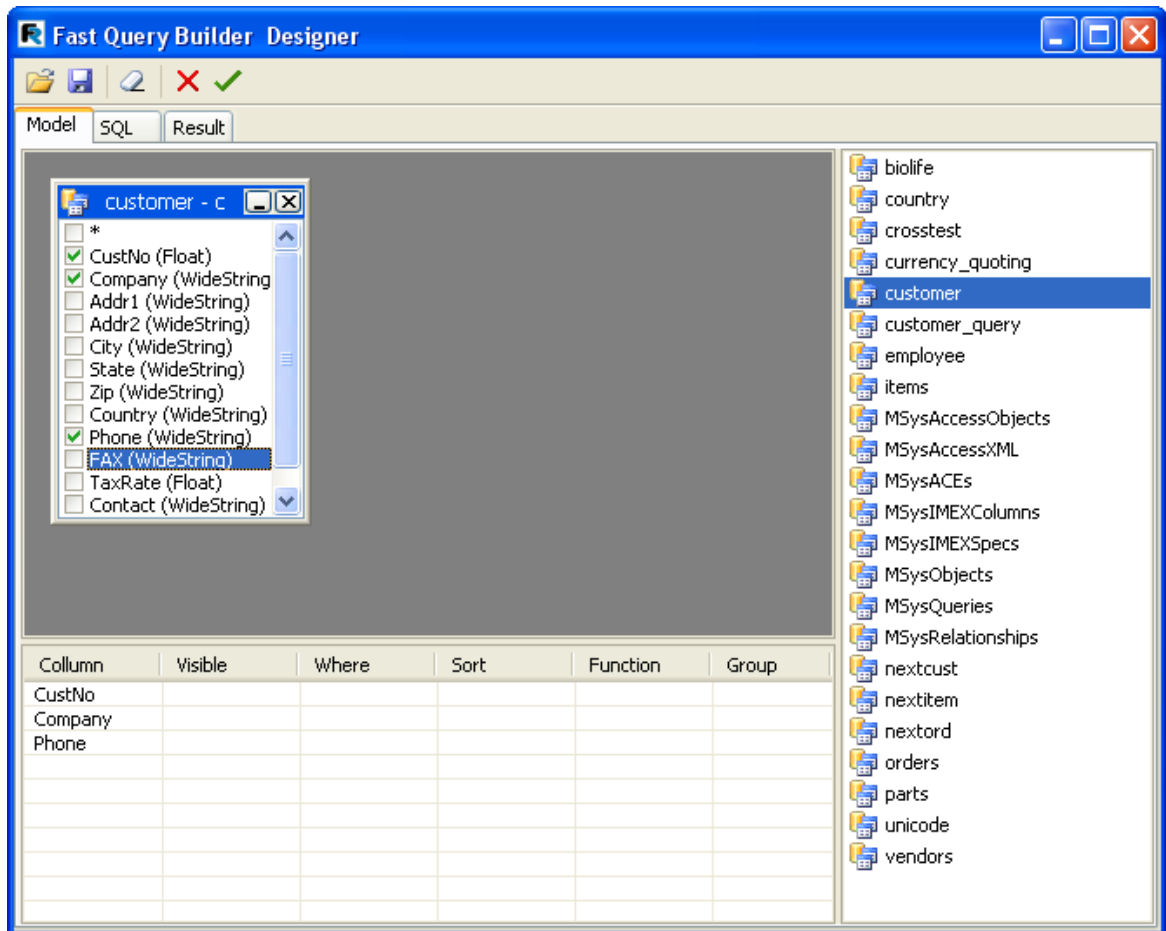 Fast Query Builder Designer
Model SQL Result
customer - c
*
CustNo (Float)
Company (WideString
Addr1 (WideString)
Addr2 (WideString)
City (WideString)
State (WideString)
Zip (WideString)
Country (WideString)
Phone (WideString)
FAX (WideString)
TaxRate (Float)
Contact (WideString)
biolife
country
crosstest
currency_quoting
customer
customer_query
employee
items
MSysAccessObjects
MSysAccessXML
MSysACEs
MSysIMEXColumns
MSysIMEXSpecs
MSysObjects
MSysQueries
MSysRelationships
nextcust
nextitem
nextord
orders
parts
unicode
vendors
Collumn Visible Where Sort Function Group
CustNo
Company
Phone